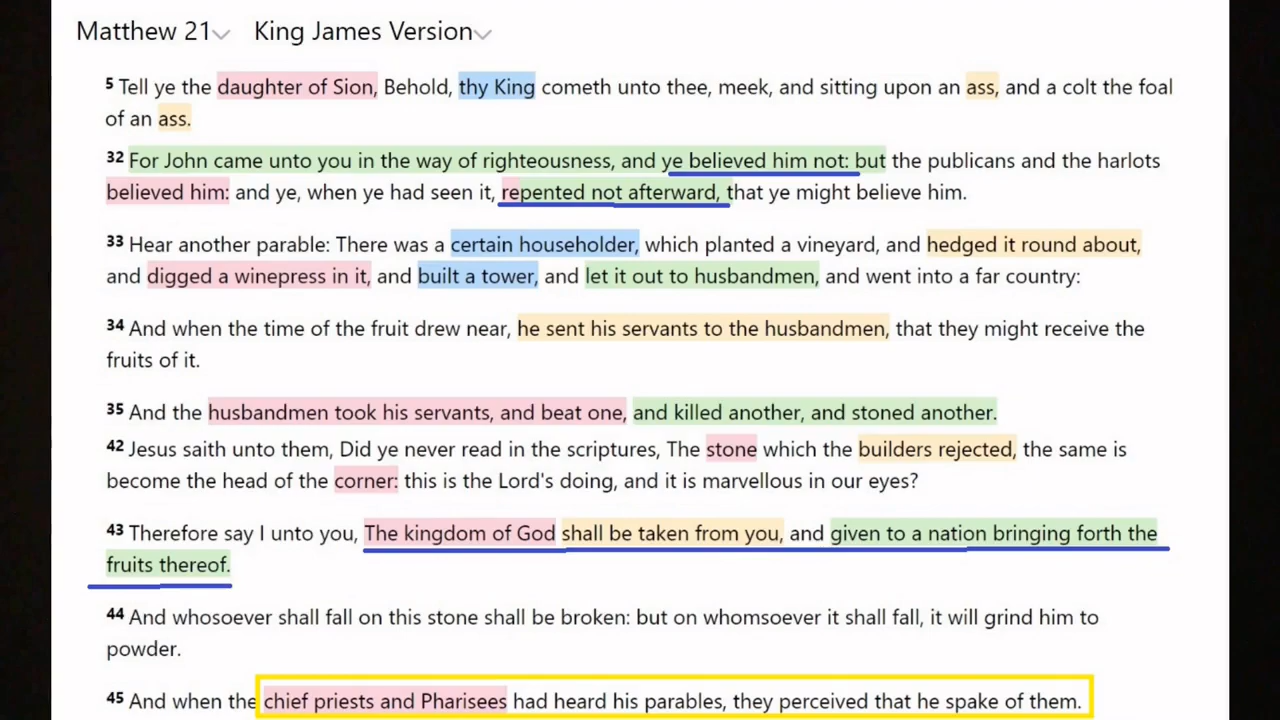 Matthew 21 King James Version
5 Tell ye the daughter of Sion, Behold, thy King cometh unto thee, meek, and sitting upon an ass, and a colt the foal
of an ass.
32 For John came unto you in the way of righteousness, and ye believed him not: but the publicans and the harlots
believed him: and ye, when ye had seen it, repented not afterward, that ye might believe him.
33 Hear another parable: There was a certain householder, which planted a vineyard, and hedged it round about,
and digged a winepress in it, and built a tower, and let it out to husbandmen, and went into a far country:
34 And when the time of the fruit drew near, he sent his servants to the husbandmen, that they might receive the
fruits of it.
35 And the husbandmen took his servants, and beat one, and killed another, and stoned another.
42 Jesus saith unto them, Did ye never read in the scriptures, The stone which the builders rejected, the same is
become the head of the corner: this is the Lord's doing, and it is marvellous in our eyes?
43 Therefore say I unto you, The kingdom of God shall be taken from you, and given to a nation bringing forth the
fruits thereof.
44 And whosoever shall fall on this stone shall be broken: but on whomsoever it shall fall, it will grind him to
powder.
45 And when the chief priests and Pharisees had heard his parables, they perceived that he spake of them.